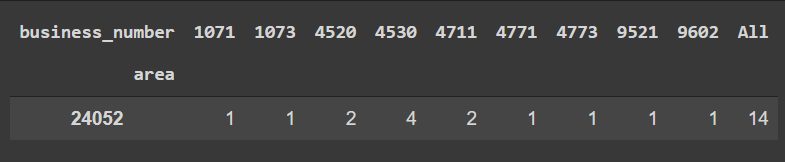 business_number 1071 1073 4520 4530 4711 4771 4773 9521 9602 All
area
24052 1 1 2 4 2 1 1 1 1 14